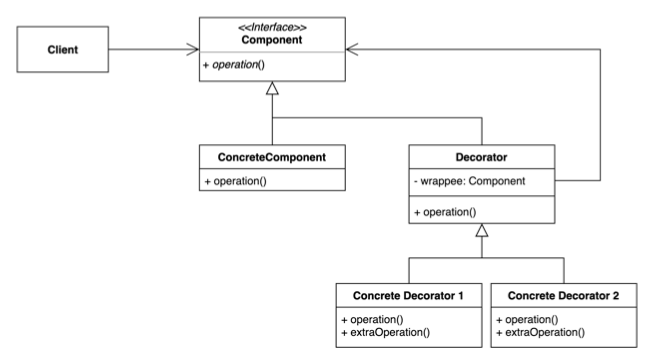 <<Interface>>
Component
Client
+ operation()
ConcreteComponent
+ operation()
Decorator
- wrappee: Component
+ operation()
Concrete Decorator 1
+ operation()
+ extraOperation()
Concrete Decorator 2
+ operation()
+ extraOperation()